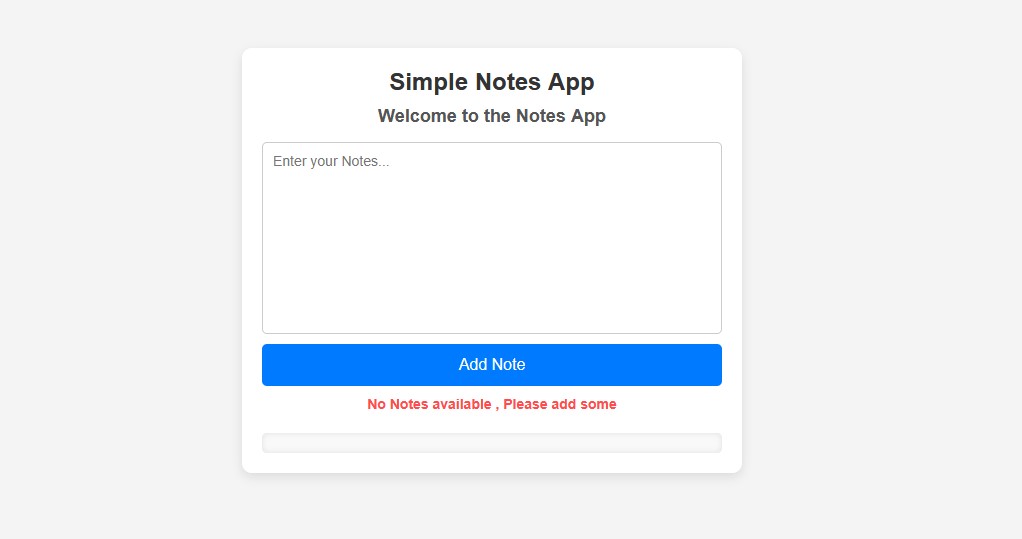 Simple Notes App
Welcome to the Notes App
Enter your Notes...
Add Note
No Notes available , Please add some